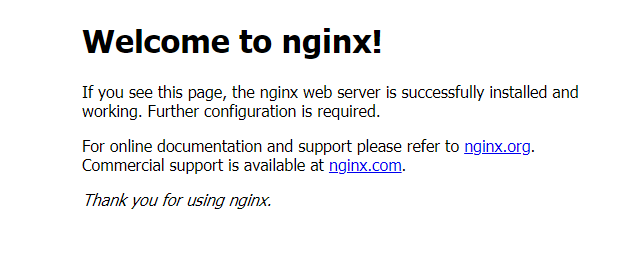 Welcome to nginx!
If you see this page, the nginx web server is successfully installed and
working. Further configuration is required.
For online documentation and support please refer to nginx.org.
Commercial support is available at nginx.com.
Thank you for using nginx.